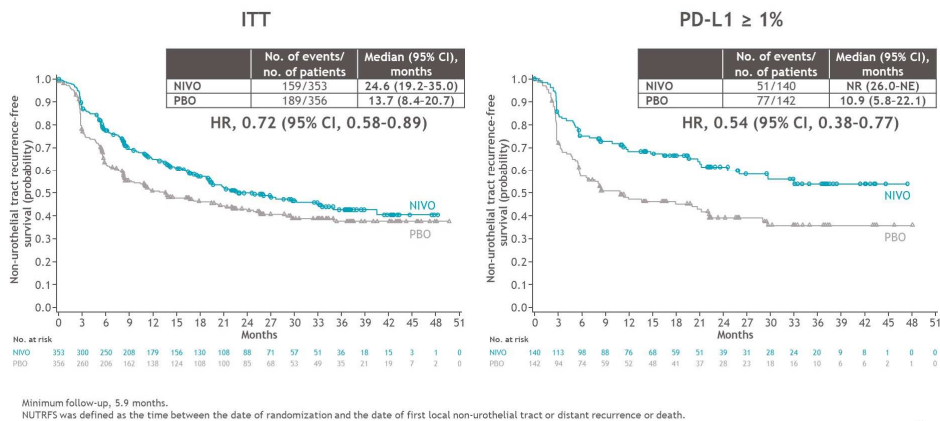 ITT
No. of events/ no. of patients Median (95% CI), months
NIVO 159/353 24.6 (19.2-35.0)
PBO 189/356 13.7 (8.4-20.7)
HR, 0.72 (95% CI, 0.58-0.89)
Non-urothelial tract recurrence-free
survival (probability)
1.0
0.9
0.8
0.7
0.6
0.5
0.4
0.3
0.2
0.1
0.0
NIVO
PBO
0 3 6 9 12 15 18 21 24 27 30 33 36 39 42 45 48 51
Months
No. at risk
NIVO 353 300 250 208 179 156 130 108 88 71 57 51 36 18 15 3 1 0
PBO 356 260 206 162 138 124 108 100 85 68 53 49 35 21 19 7 2 0
PD-L1 ≥ 1%
No. of events/ no. of patients Median (95% CI), months
NIVO 51/140 NR (26.0-NE)
PBO 77/142 10.9 (5.8-22.1)
HR, 0.54 (95% CI, 0.38-0.77)
Non-urothelial tract recurrence-free
survival (probability)
1.0
0.9
0.8
0.7
0.6
0.5
0.4
0.3
0.2
0.1
0.0
NIVO
PBO
0 3 6 9 12 15 18 21 24 27 30 33 36 39 42 45 48 51
Months
No. at risk
NIVO 140 113 98 88 76 68 59 51 39 31 28 24 20 9 8 1 0 0
PBO 142 94 74 59 52 48 41 37 28 23 18 16 10 6 6 2 1 0
Minimum follow-up, 5.9 months.
NUTRFS was defined as the time between the date of randomization and the date of first local non-urothelial tract or distant recurrence or death.